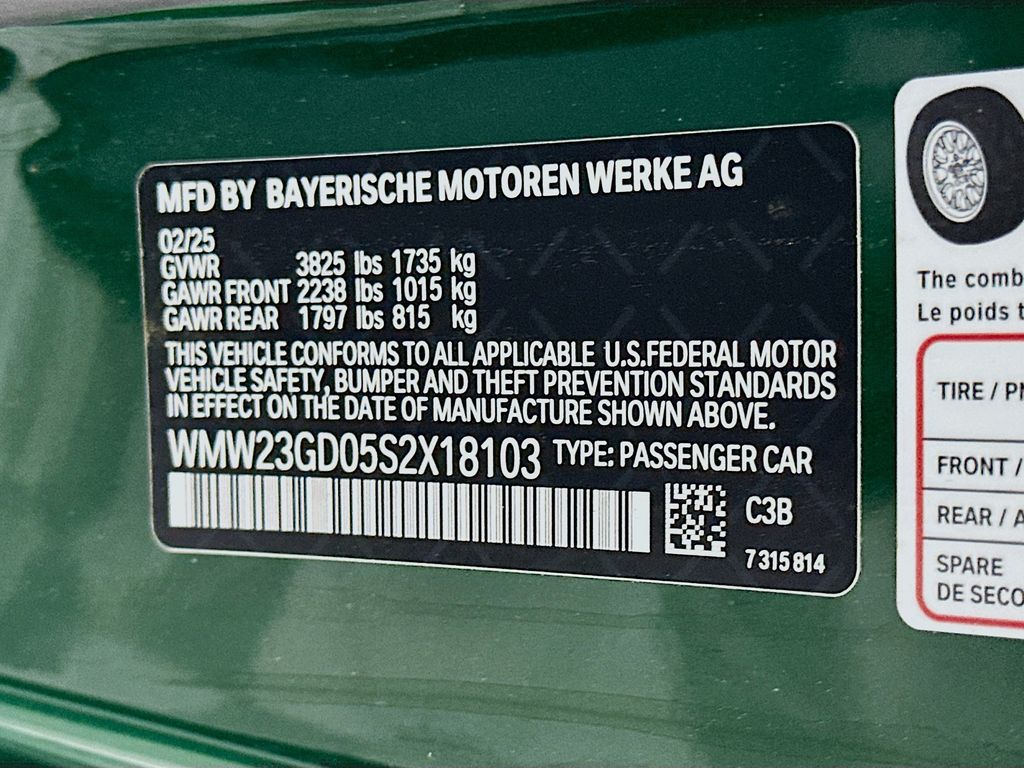 MFD BY BAYERISCHE MOTOREN WERKE AG
02/25
GVWR 3825 lbs 1735 kg
GAWR FRONT 2238 lbs 1015 kg
GAWR REAR 1797 lbs 815 kg
THIS VEHICLE CONFORMS TO ALL APPLICABLE U.S.FEDERAL MOTOR
VEHICLE SAFETY, BUMPER AND THEFT PREVENTION STANDARDS
IN EFFECT ON THE DATE OF MANUFACTURE SHOWN ABOVE.
WMW23GD05S2X18103 TYPE: PASSENGER CAR
C3B
7315814
The comb
Le poids t
TIRE / PN
FRONT /
REAR / A
SPARE
DE SECO